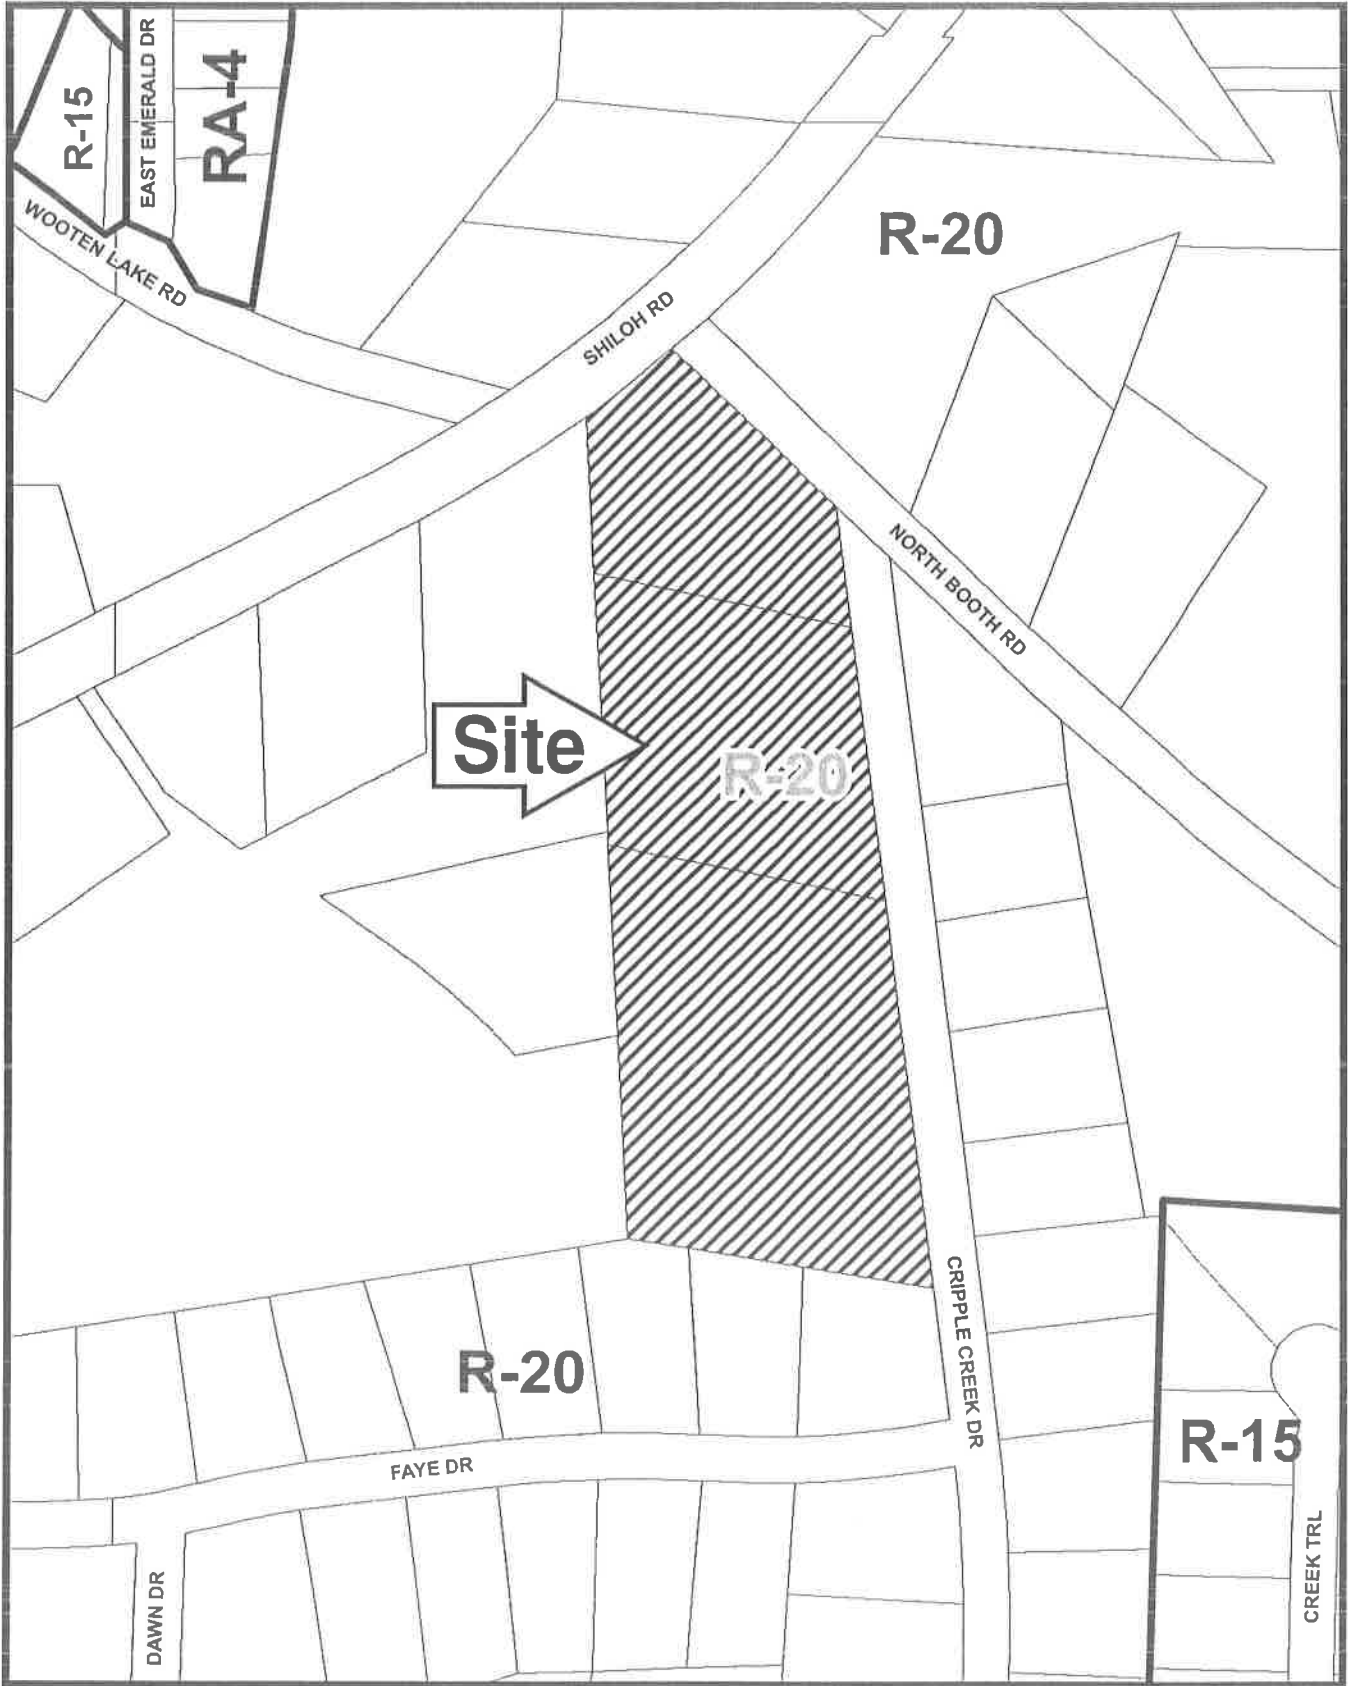 R-15
EAST EMERALD DR
RA-4
WOOTEN LAKE RD
R-20
SHILOH RD
NORTH BOOTH RD
Site
R-20
CRIPPLE CREEK DR
R-20
R-15
FAYE DR
CREEK TRL
DAWN DR